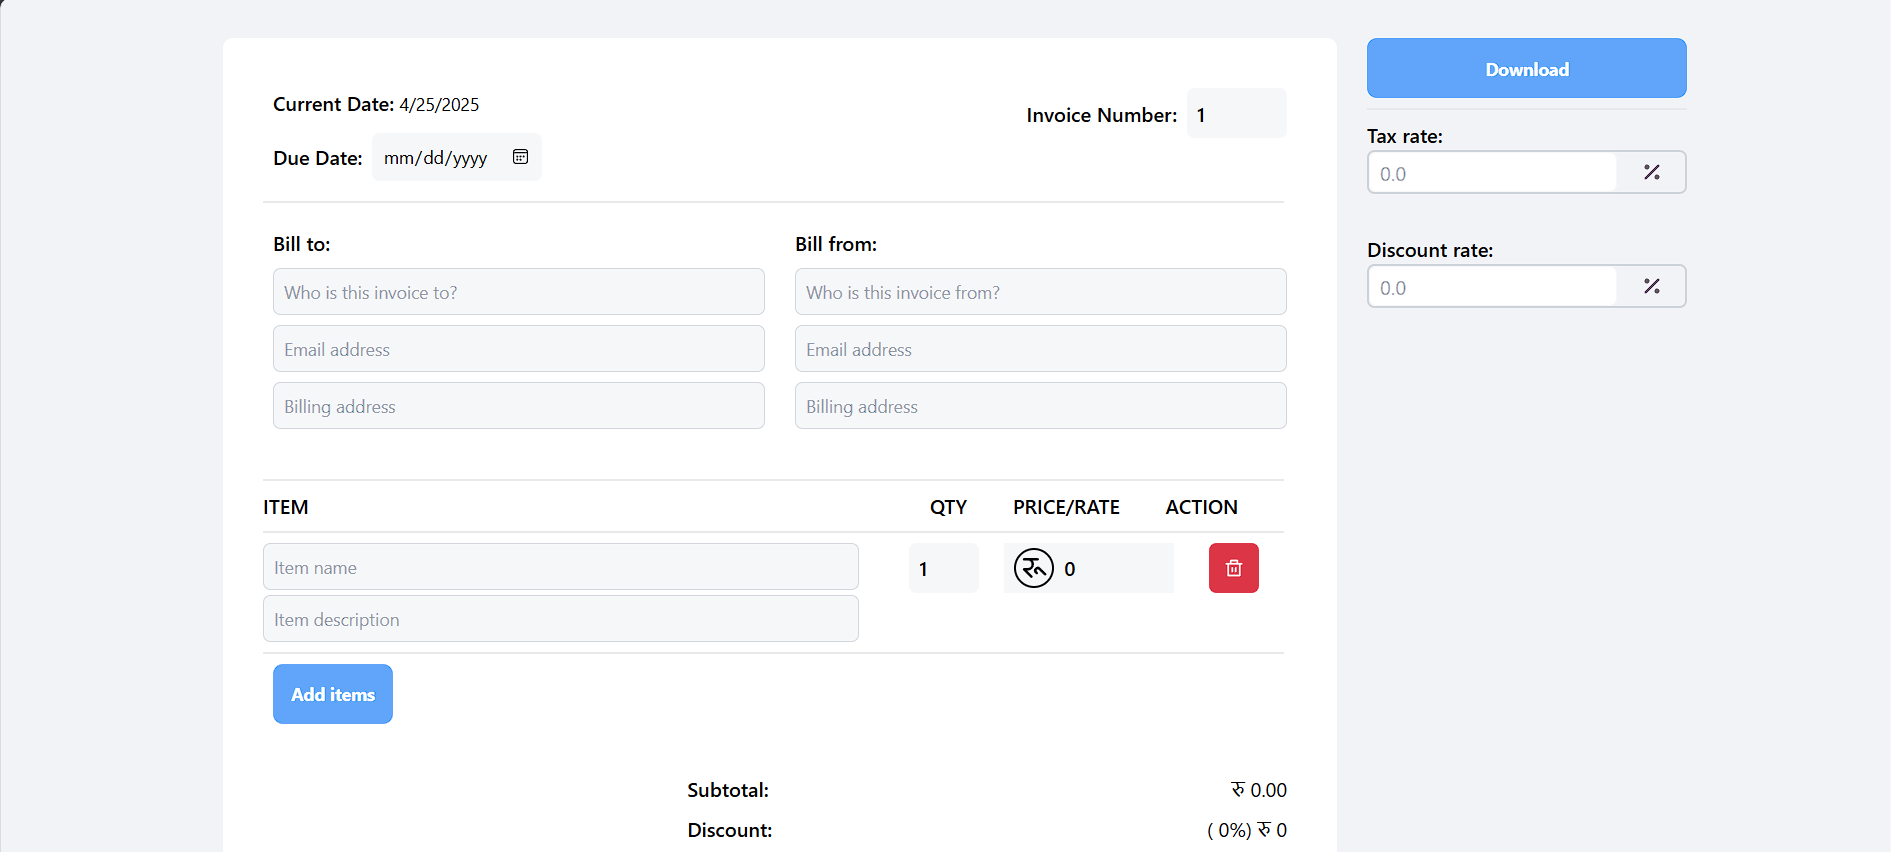 Download
Current Date: 4/25/2025
Invoice Number: 1
Tax rate:
Due Date: mm/dd/yyyy
0.0 %
Bill to:
Bill from:
Discount rate:
Who is this invoice to?
Who is this invoice from?
0.0 %
Email address
Email address
Billing address
Billing address
ITEM QTY PRICE/RATE ACTION
Item name 1 रू 0
Item description
Add items
Subtotal: रु 0.00
Discount: ( 0%) रु 0